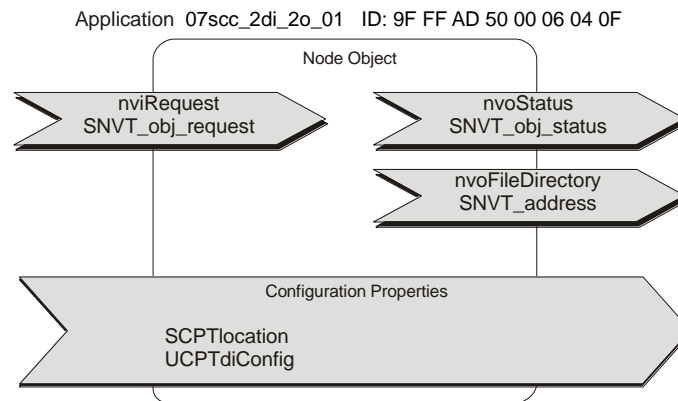 Application 07scc_2di_2o_01 ID: 9F FF AD 50 00 06 04 0F
Node Object
nviRequest
SNVT_obj_request
nvoStatus
SNVT_obj_status
nvoFileDirectory
SNVT_address
Configuration Properties
SCPTlocation
UCPTdiConfig